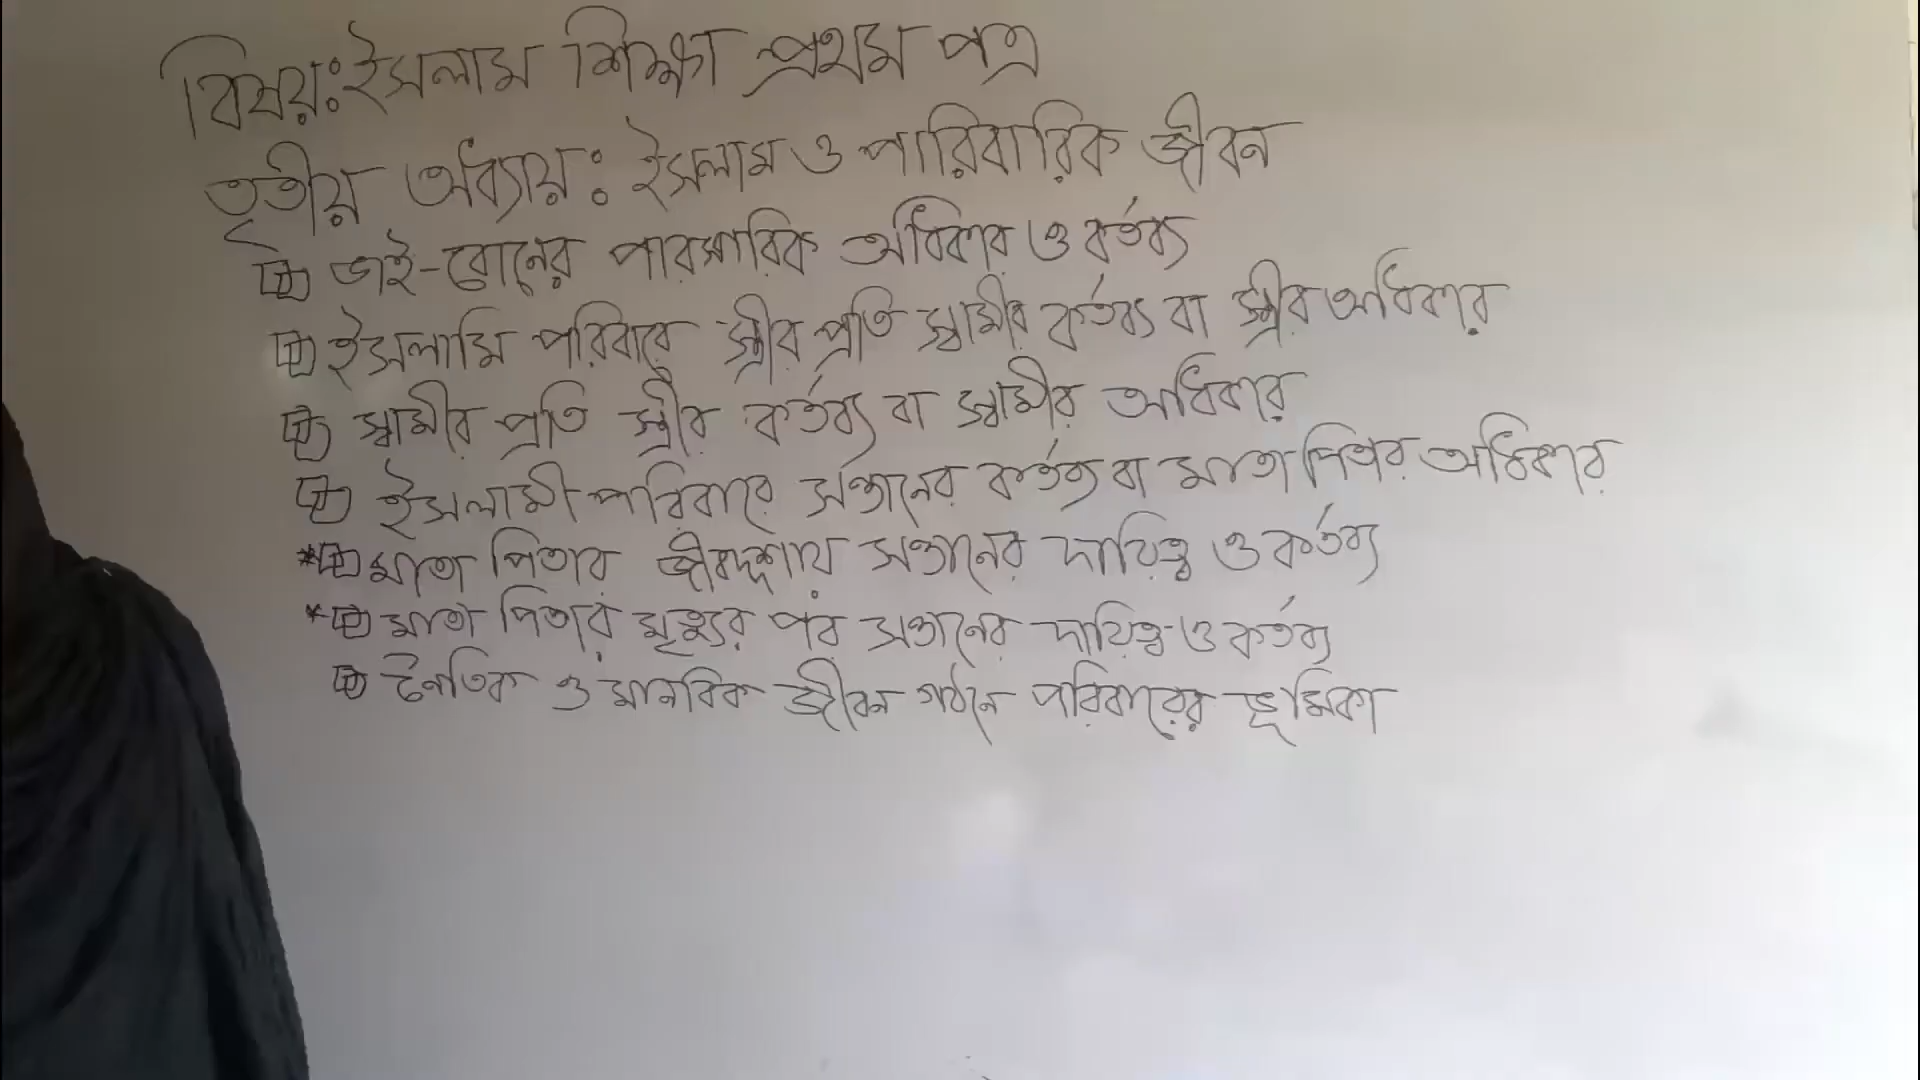 বিষয়ঃ ইসলাম শিক্ষা প্রথম পত্র
তৃতীয় অধ্যায়ঃ ইসলাম ও পারিবারিক জীবন
ভাই-বোনের পারস্পারিক অধিকার ও কর্তব্য
ইসলামি পরিবারে স্ত্রীর প্রতি স্বামীর কর্তব্য বা স্ত্রীর অধিকার
স্বামীর প্রতি স্ত্রীর কর্তব্য বা স্বামীর অধিকার
ইসলামী পরিবারে সন্তানের কর্তব্য বা মাতা পিতার অধিকার
* মাতা পিতার জীবদ্দশায় সন্তানের দায়িত্ব ও কর্তব্য
* মাতা পিতার মৃত্যুর পর সন্তানের দায়িত্ব ও কর্তব্য
নৈতিক ও মানবিক জীবন গঠনে পরিবারের ভূমিকা